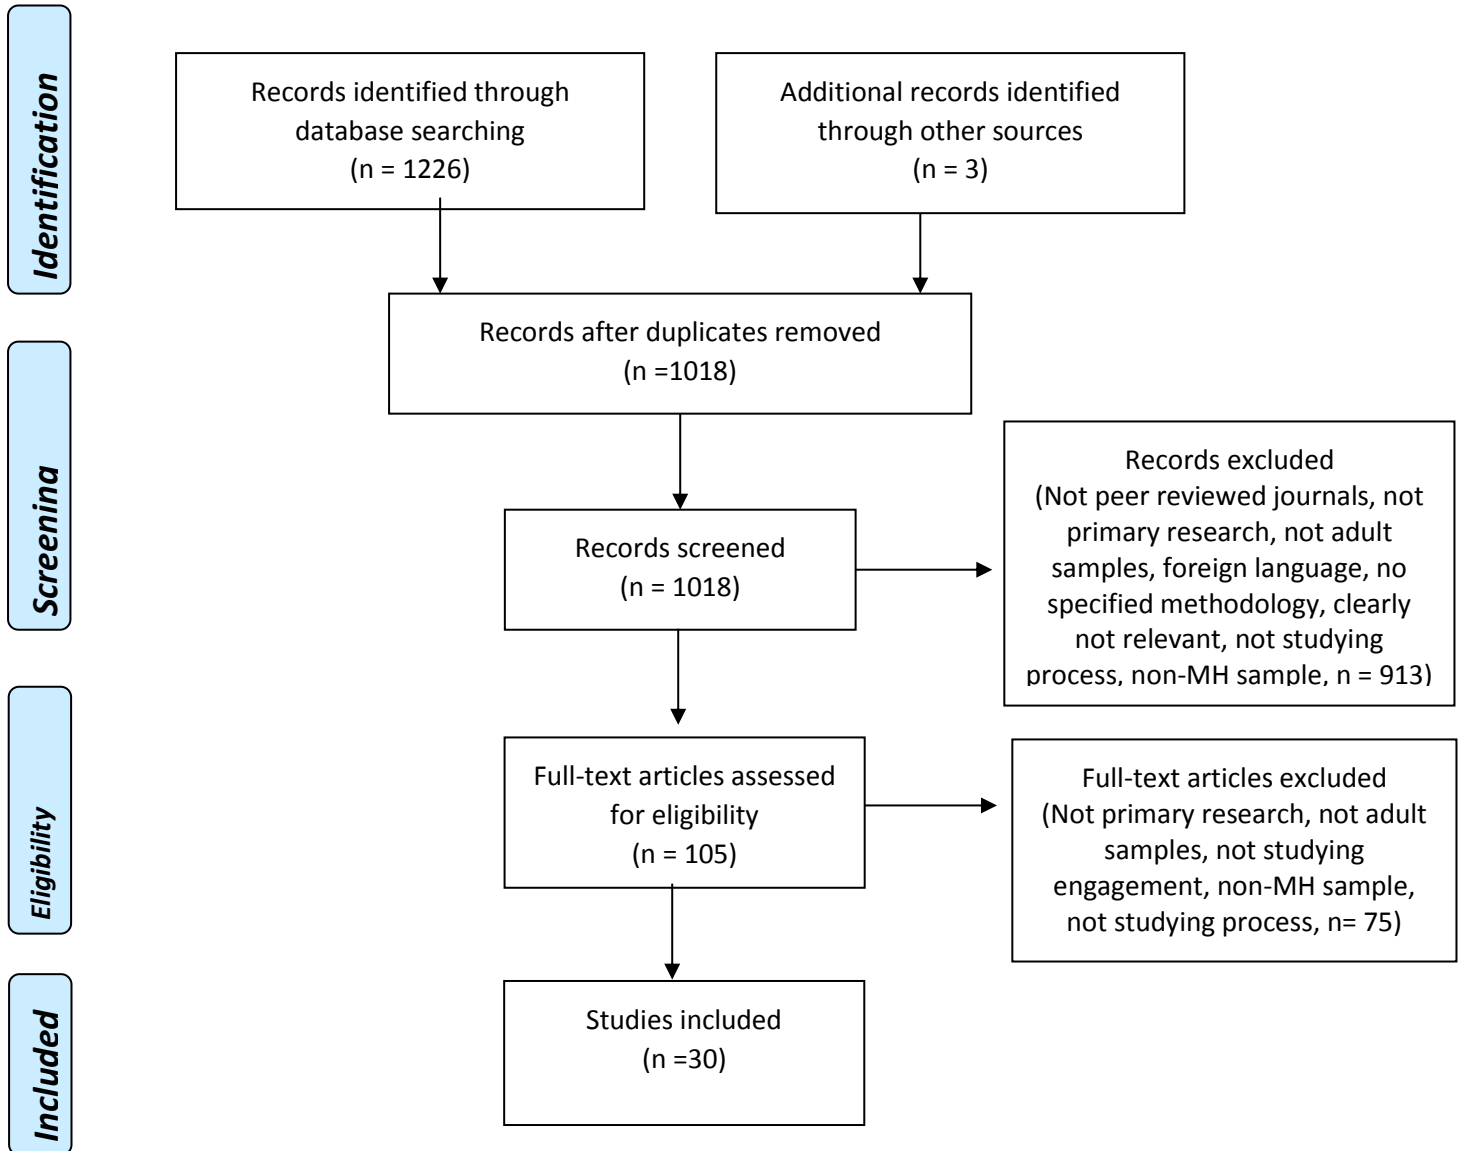 Identification
Records identified through
database searching
(n = 1226)
Additional records identified
through other sources
(n = 3)
Records after duplicates removed
(n =1018)
Screening
Records screened
(n = 1018)
Records excluded
(Not peer reviewed journals, not
primary research, not adult
samples, foreign language, no
specified methodology, clearly
not relevant, not studying
process, non-MH sample, n = 913)
Eligibility
Full-text articles assessed
for eligibility
(n = 105)
Full-text articles excluded
(Not primary research, not adult
samples, not studying
engagement, non-MH sample,
not studying process, n= 75)
Included
Studies included
(n =30)